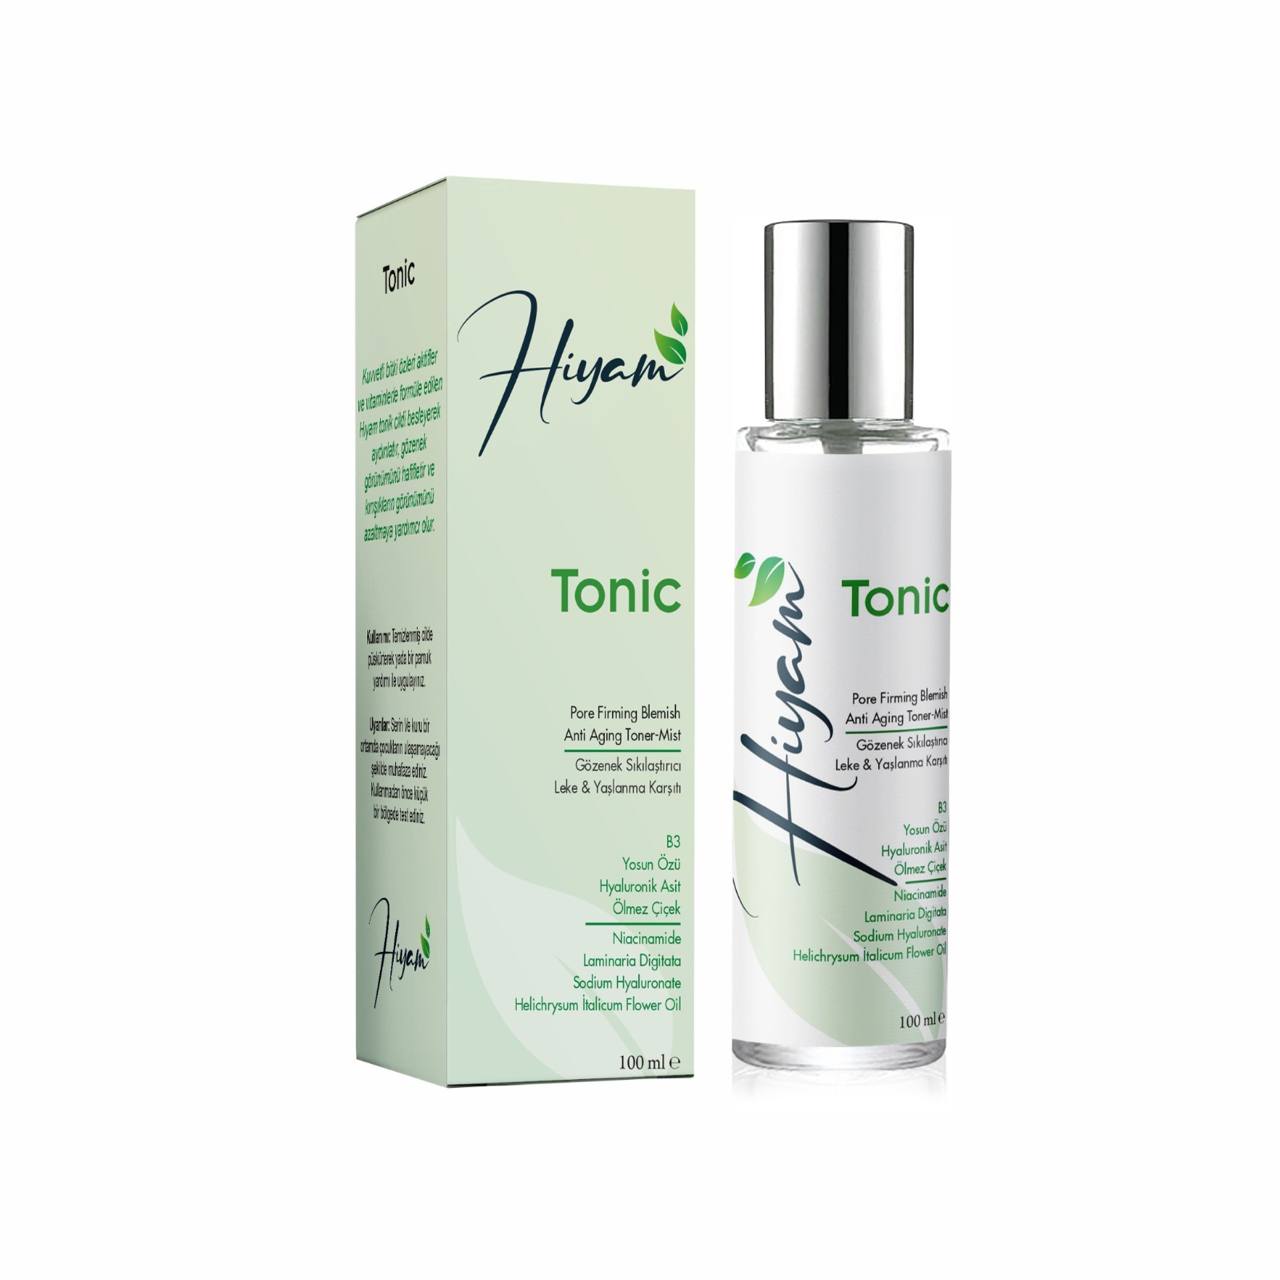 Tonic
Kuvvetli bitki özleri aktifler
ve vitaminlerle formüle edilen
Hiyam tonik cildi besleyerek
aydınlatır, gözenek
görünümünü hafifletir ve
kırışıkların görünümünü
azaltmaya yardımcı olur.
Kullanımı: Temizlenmiş cilde
püskürterek yada bir pamuk
yardımı ile uygulayınız.
Uyarılar: Serin Ve kuru bir
ortamda çocukların ulaşamayacağı
şekilde muhafaza ediniz.
Kullanmadan önce küçük
bir bölgede test ediniz.
Hiyam
Hiyam
Tonic
Pore Firming Blemish
Anti Aging Toner-Mist
Gözenek Sıkılaştırıcı
Leke & Yaşlanma Karşıtı
B3
Yosun Özü
Hyaluronik Asit
Ölmez Çiçek
Niacinamide
Laminaria Digitata
Sodium Hyaluronate
Helichrysum İtalicum Flower Oil
100 ml ℮
Hiyam
Tonic
Pore Firming Blemish
Anti Aging Toner-Mist
Gözenek Sıkılaştırıcı
Leke & Yaşlanma Karşıtı
B3
Yosun Özü
Hyaluronik Asit
Ölmez Çiçek
Niacinamide
Laminaria Digitata
Sodium Hyaluronate
Helichrysum İtalicum Flower Oil
100 ml ℮